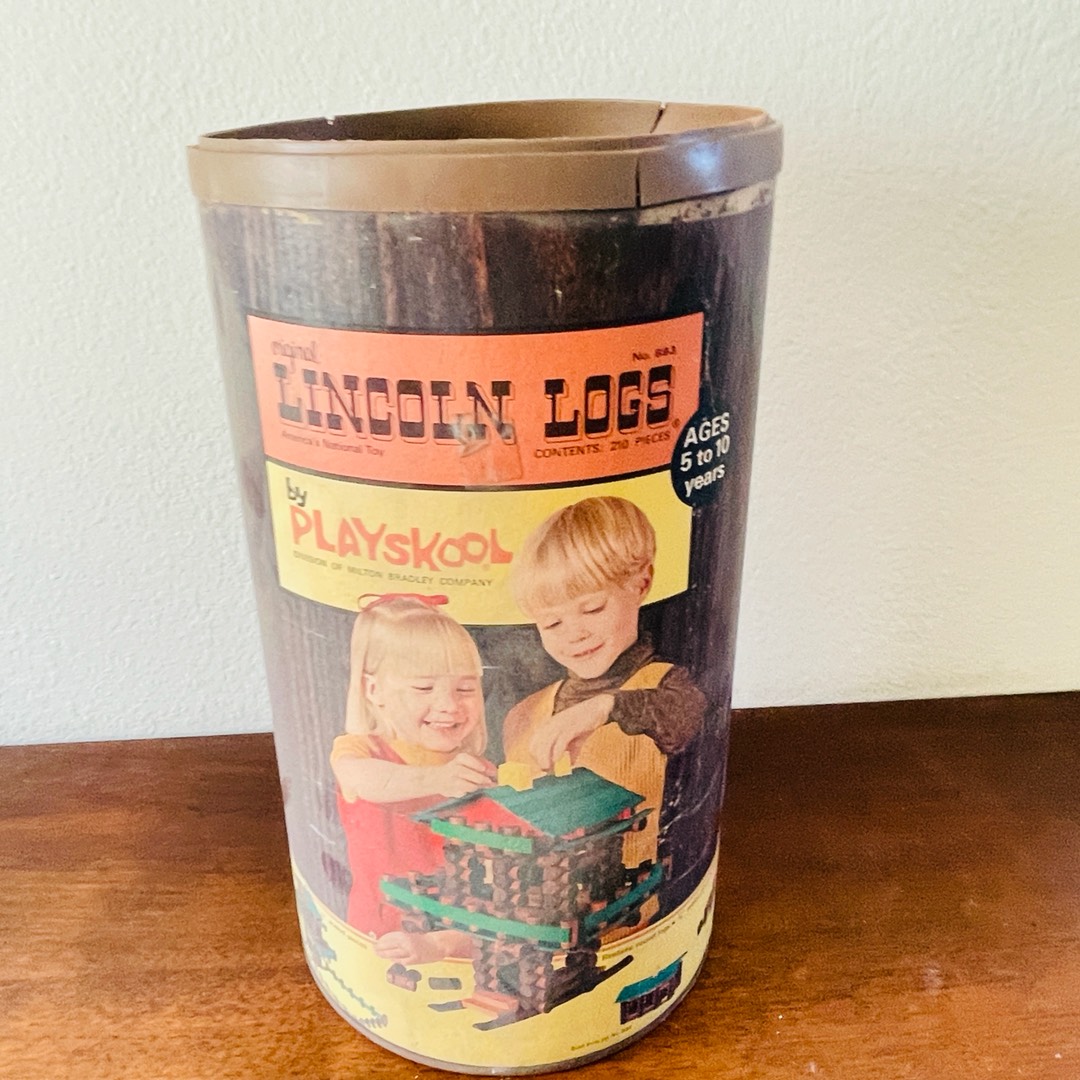 original
No. 883
LINCOLN LOGS®
America's National Toy
CONTENTS: 210 PIECES
AGES
5 to 10
years
by
PLAYSKOOL®
DIVISION OF MILTON BRADLEY COMPANY